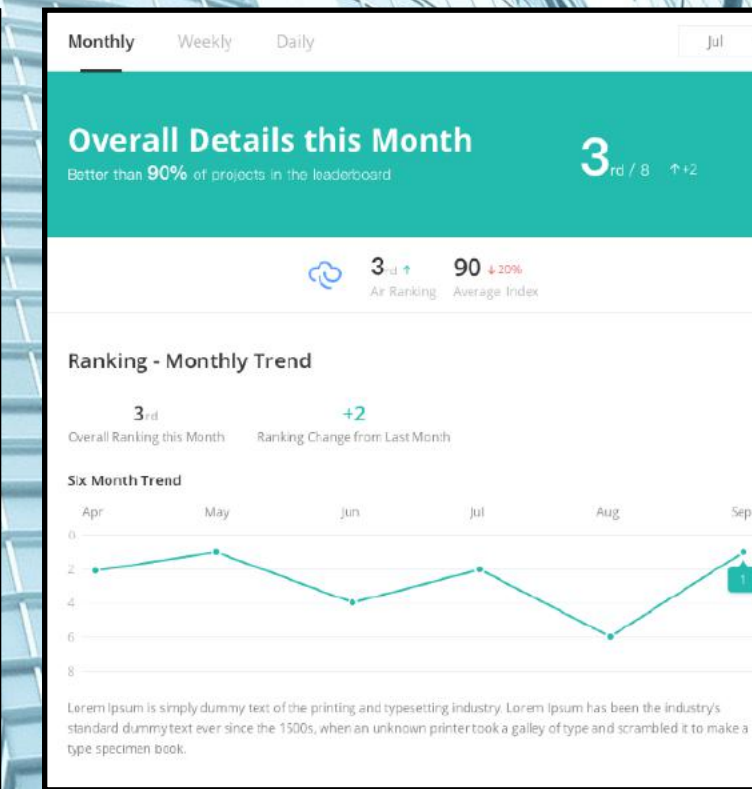 Monthly Weekly Daily Jul
Overall Details this Month
Better than 90% of projects in the leaderboard
3rd / 8 ↑+2
3rd ↑ 90 ↓20%
Air Ranking Average Index
Ranking - Monthly Trend
3rd +2
Overall Ranking this Month Ranking Change from Last Month
Six Month Trend
Apr May Jun Jul Aug Sep
0
2
1
4
6
8
Lorem Ipsum is simply dummy text of the printing and typesetting industry. Lorem Ipsum has been the industry's
standard dummy text ever since the 1500s, when an unknown printer took a galley of type and scrambled it to make a
type specimen book.